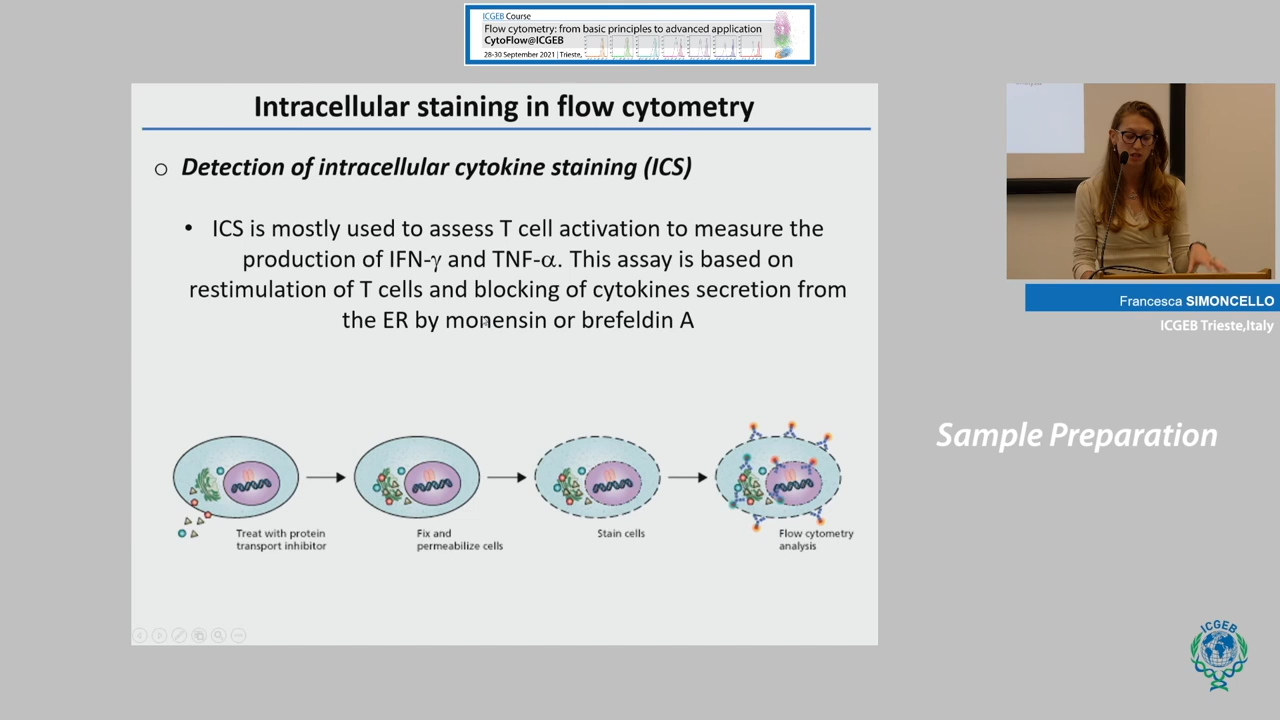 ICGEB Course
Flow cytometry: from basic principles to advanced application
CytoFlow@ICGEB
28-30 September 2021 | Trieste,
Intracellular staining in flow cytometry
Detection of intracellular cytokine staining (ICS)
• ICS is mostly used to assess T cell activation to measure the
production of IFN-γ and TNF-α. This assay is based on
restimulation of T cells and blocking of cytokines secretion from
the ER by monensin or brefeldin A
Treat with protein
transport inhibitor
Fix and
permeabilize cells
Stain cells
Flow cytometry
analysis
Francesca SIMONCELLO
ICGEB Trieste,Italy
Sample Preparation
ICGEB